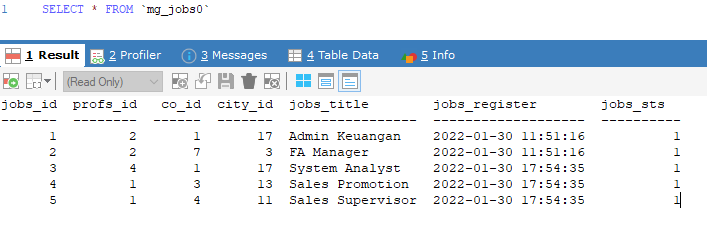 1 SELECT * FROM `mg_jobs0`
1 Result 2 Profiler 3 Messages 4 Table Data 5 Info
(Read Only)
jobs_id profs_id co_id city_id jobs_title jobs_register jobs_sts
------- -------- ------ ------- ---------------- ------------------- ----------
1 2 1 17 Admin Keuangan 2022-01-30 11:51:16 1
2 2 7 3 FA Manager 2022-01-30 11:51:16 1
3 4 1 17 System Analyst 2022-01-30 17:54:35 1
4 1 3 13 Sales Promotion 2022-01-30 17:54:35 1
5 1 4 11 Sales Supervisor 2022-01-30 17:54:35 1